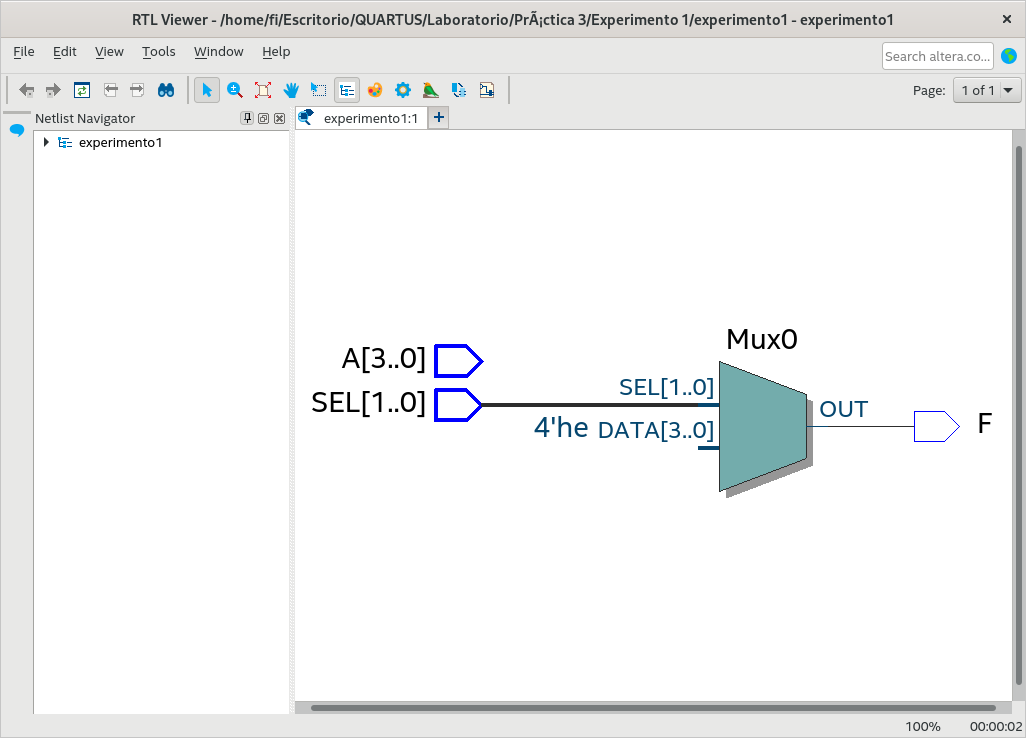 RTL Viewer - /home/fi/Escritorio/QUARTUS/Laboratorio/PrÃ¡ctica 3/Experimento 1/experimento1 - experimento1
File Edit View Tools Window Help
Search altera.co...
Page: 1 of 1
Netlist Navigator
experimento1:1
experimento1
Mux0
A[3..0]
SEL[1..0]
SEL[1..0]
4'he DATA[3..0]
OUT
F
100% 00:00:02